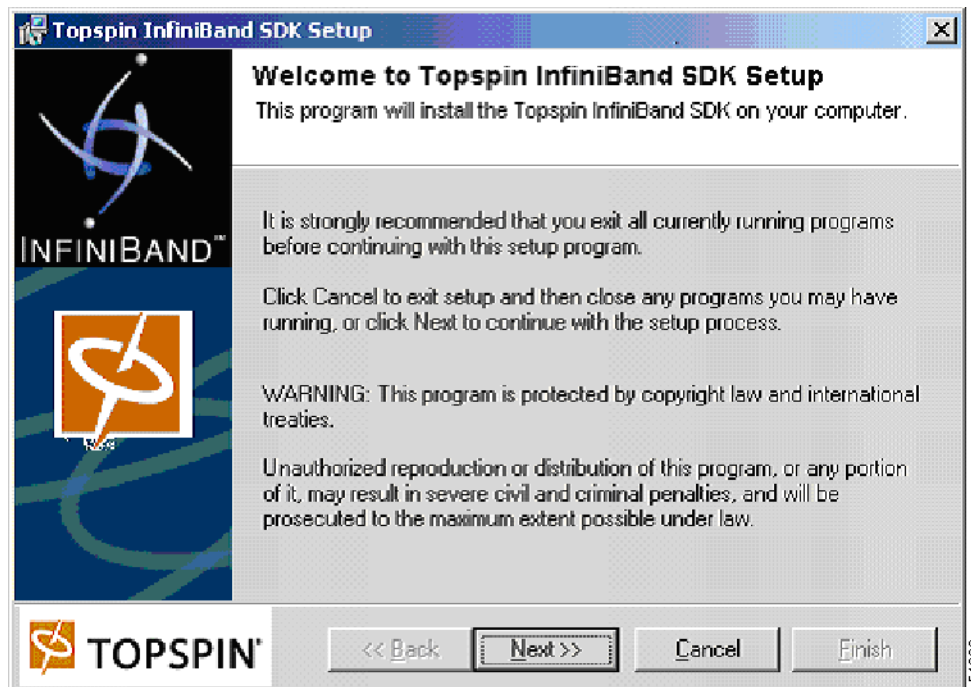 Topspin InfiniBand SDK Setup
Welcome to Topspin InfiniBand SDK Setup
This program will install the Topspin InfiniBand SDK on your computer.
INFINIBAND™
It is strongly recommended that you exit all currently running programs
before continuing with this setup program.
Click Cancel to exit setup and then close any programs you may have
running, or click Next to continue with the setup process.
WARNING: This program is protected by copyright law and international
treaties.
Unauthorized reproduction or distribution of this program, or any portion
of it, may result in severe civil and criminal penalties, and will be
prosecuted to the maximum extent possible under law.
TOPSPIN
<< Back
Next >>
Cancel
Finish